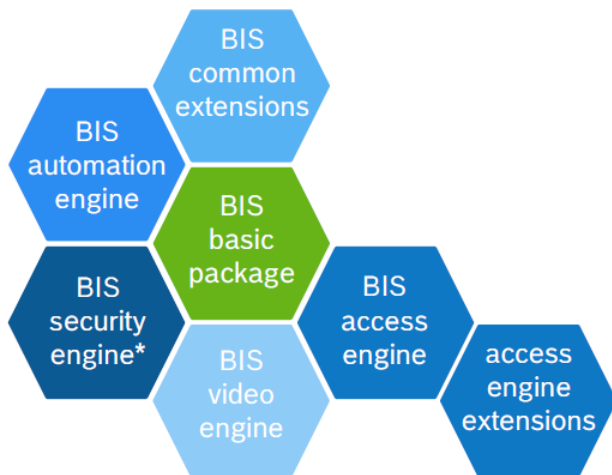 BIS
common
extensions
BIS
automation
engine
BIS
basic
package
BIS
security
engine*
BIS
access
engine
BIS
video
engine
access
engine
extensions